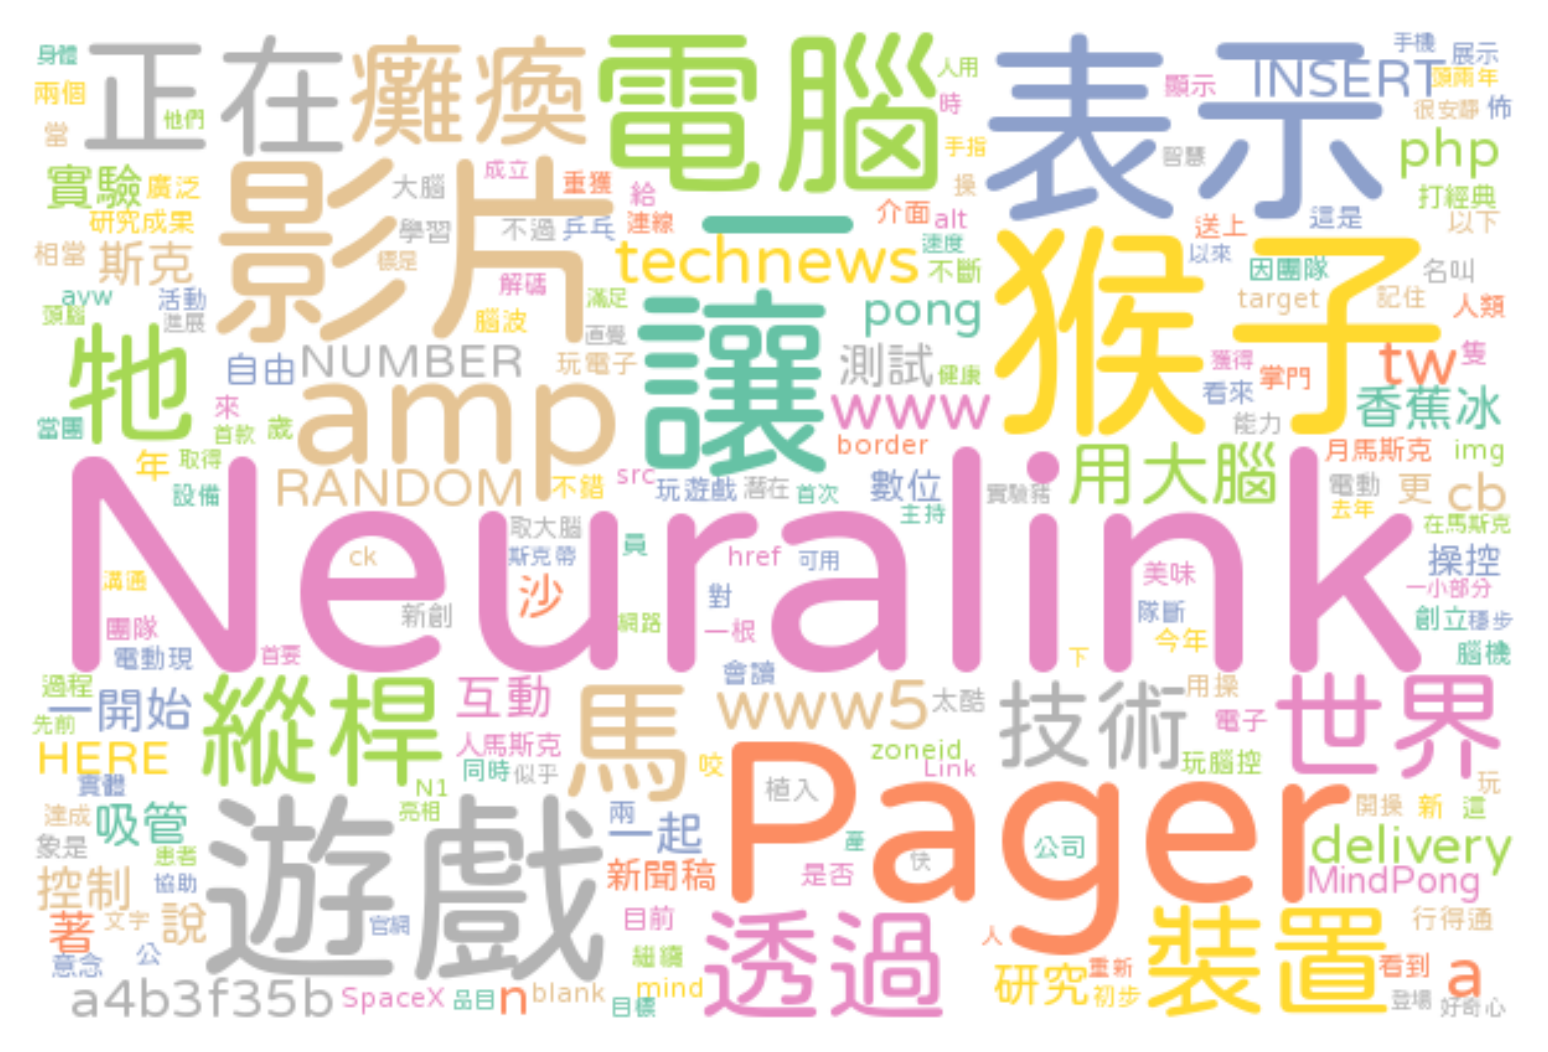 身體 正在 癱瘓 電腦 人用 表示 INSERT 手機 展示
兩個 他們 時 顯示 頭兩年
當 手指 智慧 很安靜 佈
實驗 廣泛 影片 大腦 成立 重獲 給 操 php
研究成果 學習 不過 乒乓 連線 一 介面 alt 送上 這是 打經典 以下
相當 斯克 technews 速度 不斷 猴子 以來 因團隊 名叫
avw 活動 解碼 滿足 讓 pong target 記住 人類
頭腦 進展 腦波 直覺
牠 自由 NUMBER 玩電子 測試 健康 獲得 掌門 tw 隻
當團 來 首款 歲 amp www 看來 能力 香蕉冰
年 取得 RANDOM 不錯 src border 用大腦 月馬斯克 img
設備 玩遊戲 潛在 首次 數位 主持 實驗豬 電動 去年 更 cb
Neuralink 取大腦 斯克帶 員 href 可用 在馬斯克
溝通 ck 沙 對 美味 操控 一小部分
團隊 新創 網路 一根 隊斷 今年 創立 穩步
電動現 首要 會讀 下 腦機
過程 一開始 縱桿 互動 馬 www5 太酷 技術 用操 電子 世界
先前 HERE 人馬斯克 同時 似乎 咬 zoneid Link 玩腦控 玩
實體 N1 植入 Pager
達成 吸管 亮相 兩 一起 開操 新 這
象是 患者 產 快 公司 delivery
控制 協助 遊戲 新聞稿 是否 MindPong
著 文字 說 官網 目前 透過 人 裝置 行得通
意念 公 繼續 研究 重新 看到
a4b3f35b SpaceX 品目 n blank 目標 mind 初步 登場 a 好奇心